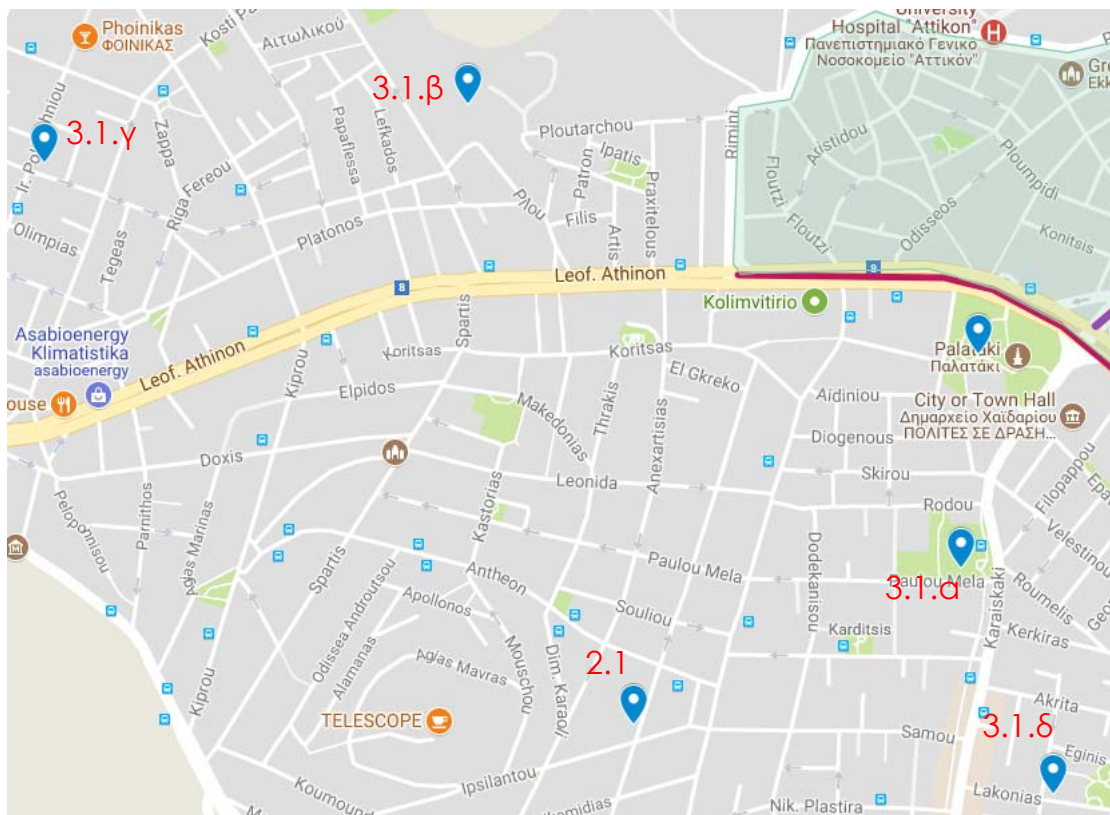 Phoinikas
ΦΟΙΝΙΚΑΣ
Kosti
Αιτωλικού
University
Hospital "Attikon"
Πανεπιστημιακό Γενικό
Νοσοκομείο "Αττικόν"
H
Gre
Ekk
3.1.β
3.1.γ
Zappa
Papaflessa
Lefkados
Ploutarchou
Ipatis
Patron
Praxitelous
Rimini
Aristidou
Floutzi
Ploumpidi
Riga Fereou
Olimpias
Tegeas
Platonos
Filis
Artis
Floutzi
Odisseos
Konitsis
Leof. Athinon
8
8
Kolimvitirio
Asabioenergy
Klimatistika
asabioenergy
Leof. Athinon
Kiprou
Spartis
Koritsas
Koritsas
El Gkreko
Palataki
Παλατάκι
ouse
Elpidos
Makedonias
Thrakis
Anexartisias
Aidiniou
City or Town Hall
Δημαρχείο Χαϊδαρίου
ΠΟΛΙΤΕΣ ΣΕ ΔΡΑΣΗ...
Diogenous
Doxis
Leonida
Skirou
Filopappou
Epa
Peloponnisou
Parnithos
Kastorias
Rodou
Velestinou
Agias Marinas
Spartis
Antheon
Paulou Mela
Dodekanisou
Paulou Mela
3.1.α
Karaiskaki
Roumelis
Geo
Odissea Androutsou
Apollonos
Souliou
Karditsis
Kerkiras
Alamanas
Agias Mavras
Mouschou
Dim. Karaoli
2.1
Kiprou
TELESCOPE
Akrita
3.1.δ
Samou
Eginis
Ipsilantou
Koumound
Lakonias
Nik. Plastira